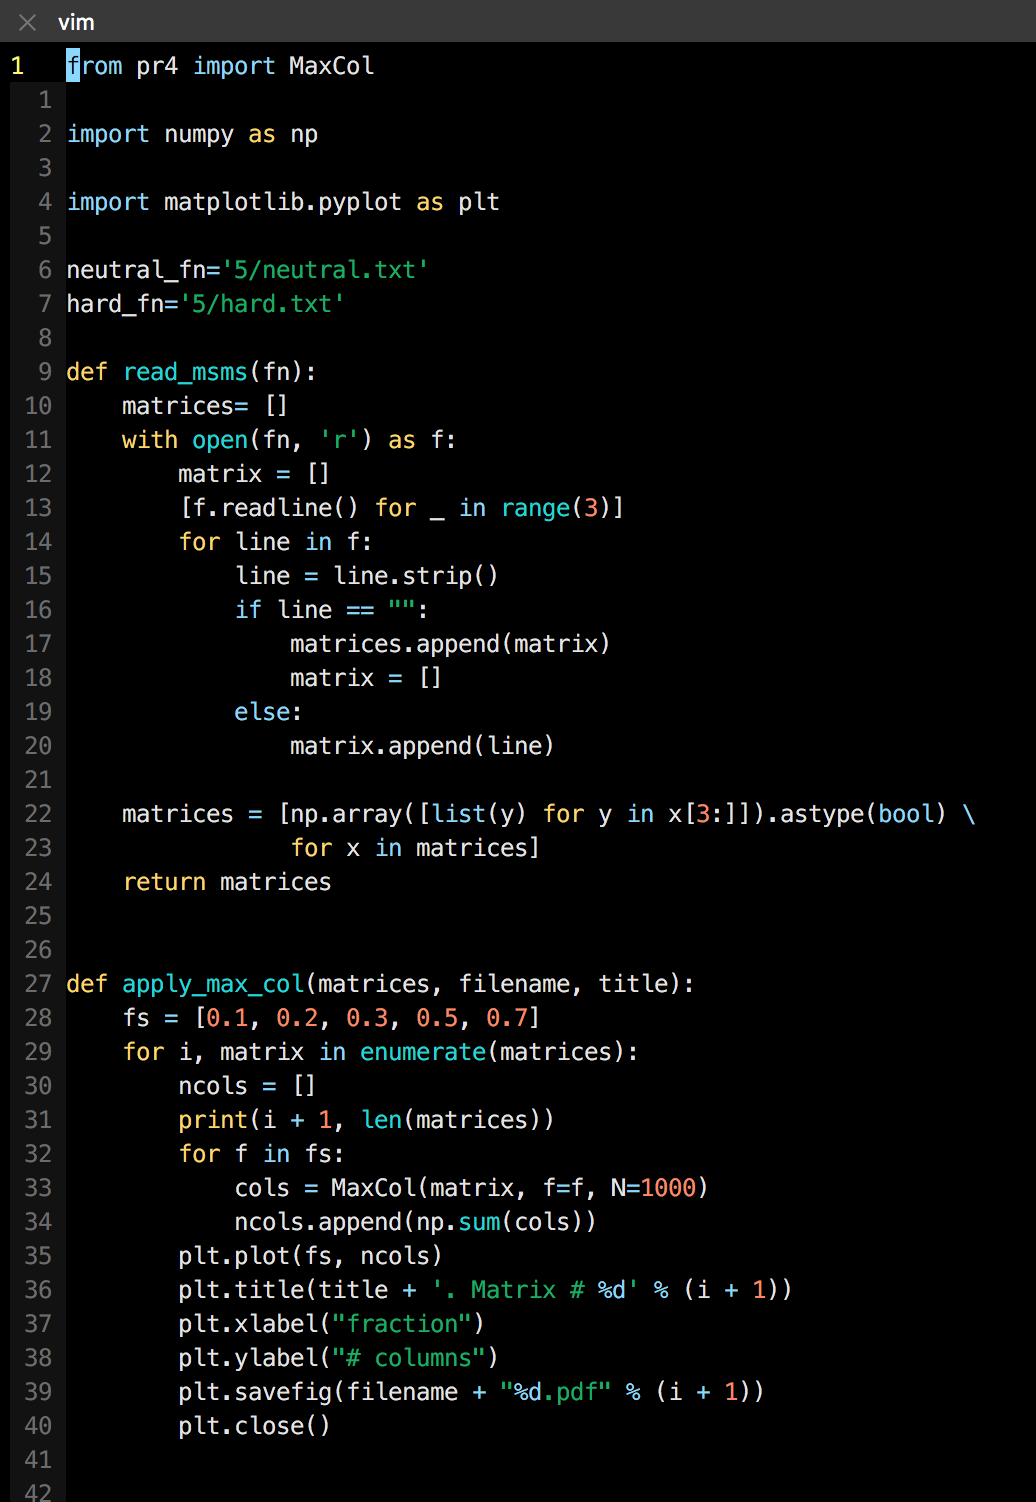 vim
1 from pr4 import MaxCol
1
2 import numpy as np
3
4 import matplotlib.pyplot as plt
5
6 neutral_fn='5/neutral.txt'
7 hard_fn='5/hard.txt'
8
9 def read_msms(fn):
10     matrices= []
11     with open(fn, 'r') as f:
12         matrix = []
13         [f.readline() for _ in range(3)]
14         for line in f:
15             line = line.strip()
16             if line == "":
17                 matrices.append(matrix)
18                 matrix = []
19             else:
20                 matrix.append(line)
21
22     matrices = [np.array([list(y) for y in x[3:]]).astype(bool) \
23                 for x in matrices]
24     return matrices
25
26
27 def apply_max_col(matrices, filename, title):
28     fs = [0.1, 0.2, 0.3, 0.5, 0.7]
29     for i, matrix in enumerate(matrices):
30         ncols = []
31         print(i + 1, len(matrices))
32         for f in fs:
33             cols = MaxCol(matrix, f=f, N=1000)
34             ncols.append(np.sum(cols))
35         plt.plot(fs, ncols)
36         plt.title(title + '. Matrix # %d' % (i + 1))
37         plt.xlabel("fraction")
38         plt.ylabel("# columns")
39         plt.savefig(filename + "%d.pdf" % (i + 1))
40         plt.close()
41
42